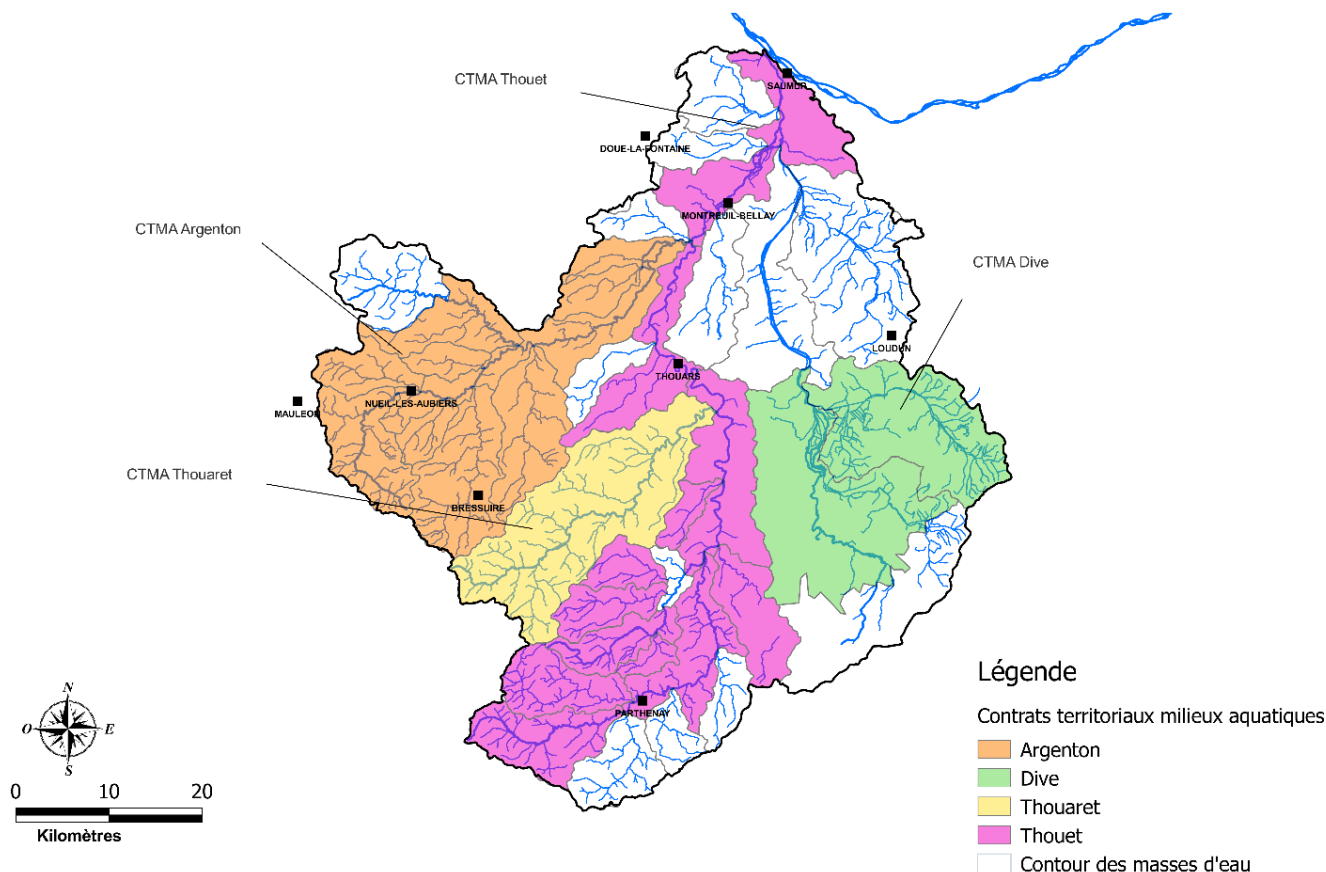 CTMA Thouet
SAUMUR
DOUE-LA-FONTAINE
MONTREUIL-BELLAY
CTMA Argenton
CTMA Dive
LOUDUN
THOUARS
NUEIL-LES-AUBIERS
MAULEON
CTMA Thouaret
BRESSUIRE
PARTHENAY
N
O
E
S
0 10 20
Kilomètres
Légende
Contrats territoriaux milieux aquatiques
Argenton
Dive
Thouaret
Thouet
Contour des masses d'eau